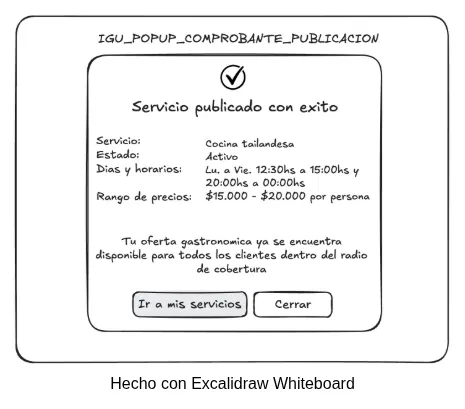 IGU_POPUP_COMPROBANTE_PUBLICACION
Servicio publicado con exito
Servicio: Cocina tailandesa
Estado: Activo
Dias y horarios: Lu. a Vie. 12:30hs a 15:00hs y
20:00hs a 00:00hs
Rango de precios: $15.000 - $20.000 por persona
Tu oferta gastronomica ya se encuentra
disponible para todos los clientes dentro del radio
de cobertura
Ir a mis servicios Cerrar
Hecho con Excalidraw Whiteboard